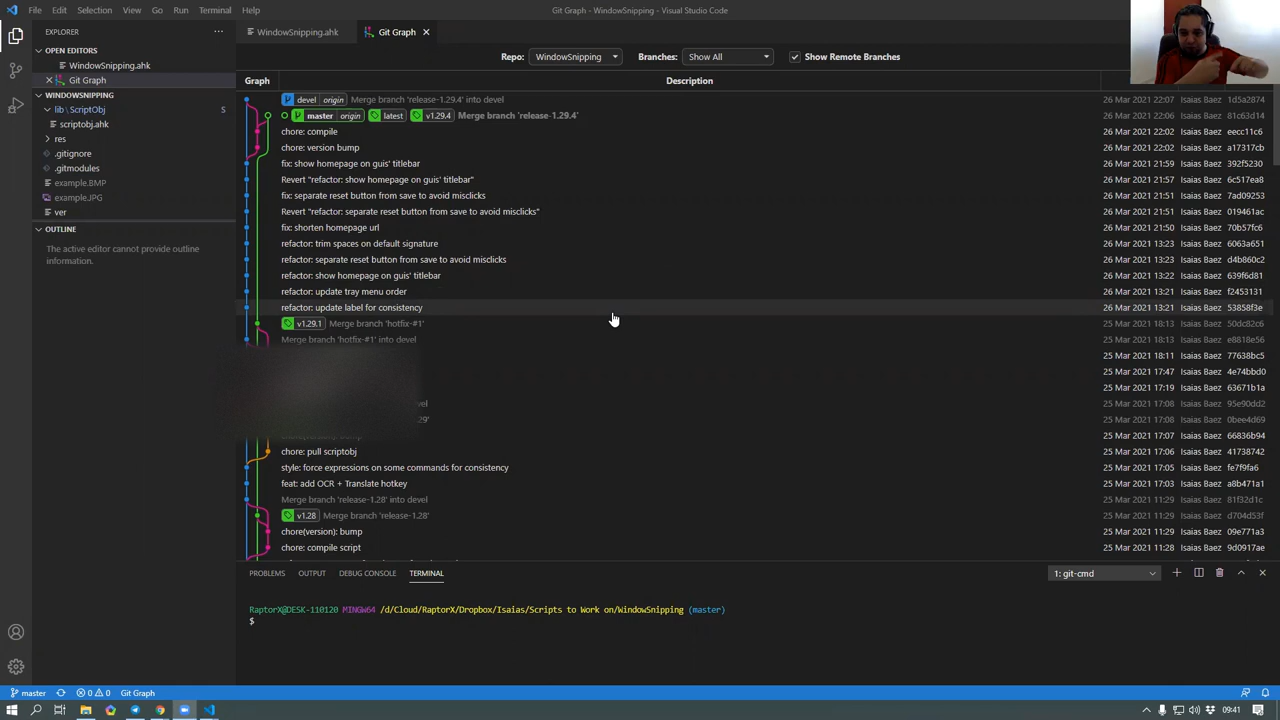 File Edit Selection View Go Run Terminal Help
Git Graph - WindowSnipping - Visual Studio Code
EXPLORER
OPEN EDITORS
WindowSnipping.ahk
Git Graph
WINDOWSNIPPING
lib \ ScriptObj S
scriptobj.ahk
res
.gitignore
.gitmodules
example.BMP
example.JPG
ver
OUTLINE
The active editor cannot provide outline
information.
WindowSnipping.ahk Git Graph
Repo: WindowSnipping Branches: Show All Show Remote Branches
Graph Description
devel origin Merge branch 'release-1.29.4' into devel 26 Mar 2021 22:07 Isaias Baez 1d5a2874
master origin latest v1.29.4 Merge branch 'release-1.29.4' 26 Mar 2021 22:06 Isaias Baez 81c63d14
chore: compile 26 Mar 2021 22:02 Isaias Baez eecc11c6
chore: version bump 26 Mar 2021 22:02 Isaias Baez a17317cb
fix: show homepage on guis' titlebar 26 Mar 2021 21:59 Isaias Baez 392f5230
Revert "refactor: show homepage on guis' titlebar" 26 Mar 2021 21:57 Isaias Baez 6c517ea8
fix: separate reset button from save to avoid misclicks 26 Mar 2021 21:51 Isaias Baez 7ad09253
Revert "refactor: separate reset button from save to avoid misclicks" 26 Mar 2021 21:51 Isaias Baez 019461ac
fix: shorten homepage url 26 Mar 2021 21:50 Isaias Baez 70b57fc6
refactor: trim spaces on default signature 26 Mar 2021 13:23 Isaias Baez 6063a651
refactor: separate reset button from save to avoid misclicks 26 Mar 2021 13:23 Isaias Baez d4b860c2
refactor: show homepage on guis' titlebar 26 Mar 2021 13:22 Isaias Baez 639f6d81
refactor: update tray menu order 26 Mar 2021 13:21 Isaias Baez f2453131
refactor: update label for consistency 26 Mar 2021 13:21 Isaias Baez 53858f3e
v1.29.1 Merge branch 'hotfix-#1' 25 Mar 2021 18:13 Isaias Baez 50dc82c6
Merge branch 'hotfix-#1' into devel 25 Mar 2021 18:13 Isaias Baez e8818e56
25 Mar 2021 18:11 Isaias Baez 77638bc5
25 Mar 2021 17:47 Isaias Baez 4e74bbd0
25 Mar 2021 17:19 Isaias Baez 63671b1a
25 Mar 2021 17:08 Isaias Baez 95e90dd2
25 Mar 2021 17:08 Isaias Baez 0bee4d69
25 Mar 2021 17:07 Isaias Baez 66836b94
chore: pull scriptobj 25 Mar 2021 17:06 Isaias Baez 41738742
style: force expressions on some commands for consistency 25 Mar 2021 17:05 Isaias Baez fe7f9fa6
feat: add OCR + Translate hotkey 25 Mar 2021 17:03 Isaias Baez a8b471a1
Merge branch 'release-1.28' into devel 25 Mar 2021 11:29 Isaias Baez 81f32d1c
v1.28 Merge branch 'release-1.28' 25 Mar 2021 11:29 Isaias Baez d704d53f
chore(version): bump 25 Mar 2021 11:29 Isaias Baez 09e771a3
chore: compile script 25 Mar 2021 11:28 Isaias Baez 9d0917ae
PROBLEMS OUTPUT DEBUG CONSOLE TERMINAL 1: git-cmd
RaptorX@DESK-110120 MINGW64 /d/Cloud/RaptorX/Dropbox/Isaias/Scripts to Work on/WindowSnipping (master)
$
master 0 0 Git Graph
09:41